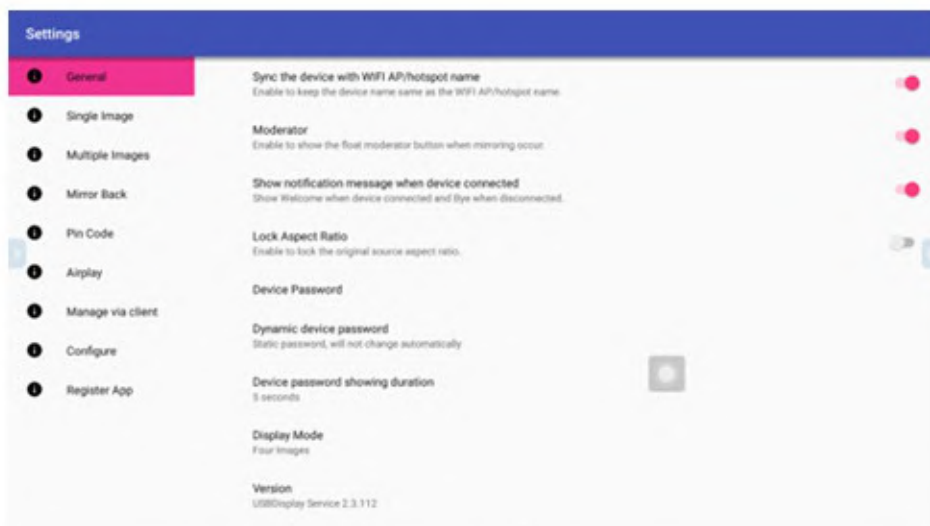 Settings
General
Single Image
Multiple Images
Mirror Back
Pin Code
Airplay
Manage via client
Configure
Register App
Sync the device with WIFI AP/hotspot name
Enable to keep the device name same as the WIFI AP/hotspot name.
Moderator
Enable to show the float moderator button when mirroring occur.
Show notification message when device connected
Show Welcome when device connected and Bye when disconnected.
Lock Aspect Ratio
Enable to lock the original source aspect ratio.
Device Password
Dynamic device password
Static password, will not change automatically
Device password showing duration
5 seconds
Display Mode
Four Images
Version
USBDisplay Service 2.3.112